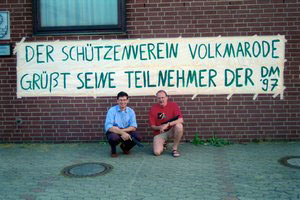 DER SCHÜTZENVEREIN VOLKMARODE
GRÜẞT SEINE TEILNEHMER DER DM 97